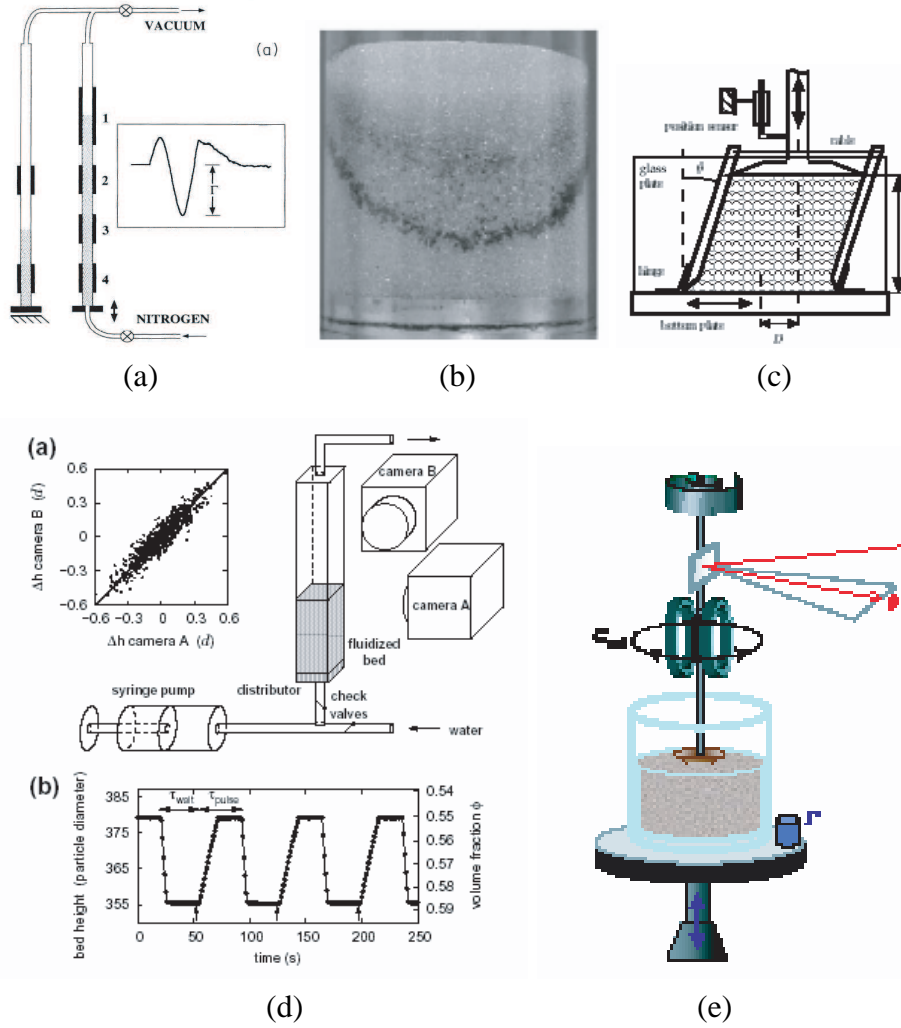 VACUUM
(a)
1
2
3
4
Γ
NITROGEN
(a)
(b)
position sensor
cable
glass
plate
hinge
bottom plate
D
(c)
(a)
0.6
0.3
0
-0.3
-0.6
Δh camera B (d)
-0.6 -0.3 0 0.3 0.6
Δh camera A (d)
camera B
camera A
fluidized
bed
syringe pump
distributor
check
valves
water
(b)
τwait
τpulse
385
375
365
355
bed height (particle diameter)
0.54
0.55
0.56
0.57
0.58
0.59
volume fraction ϕ
0 50 100 150 200 250
time (s)
(d)
Γ
(e)